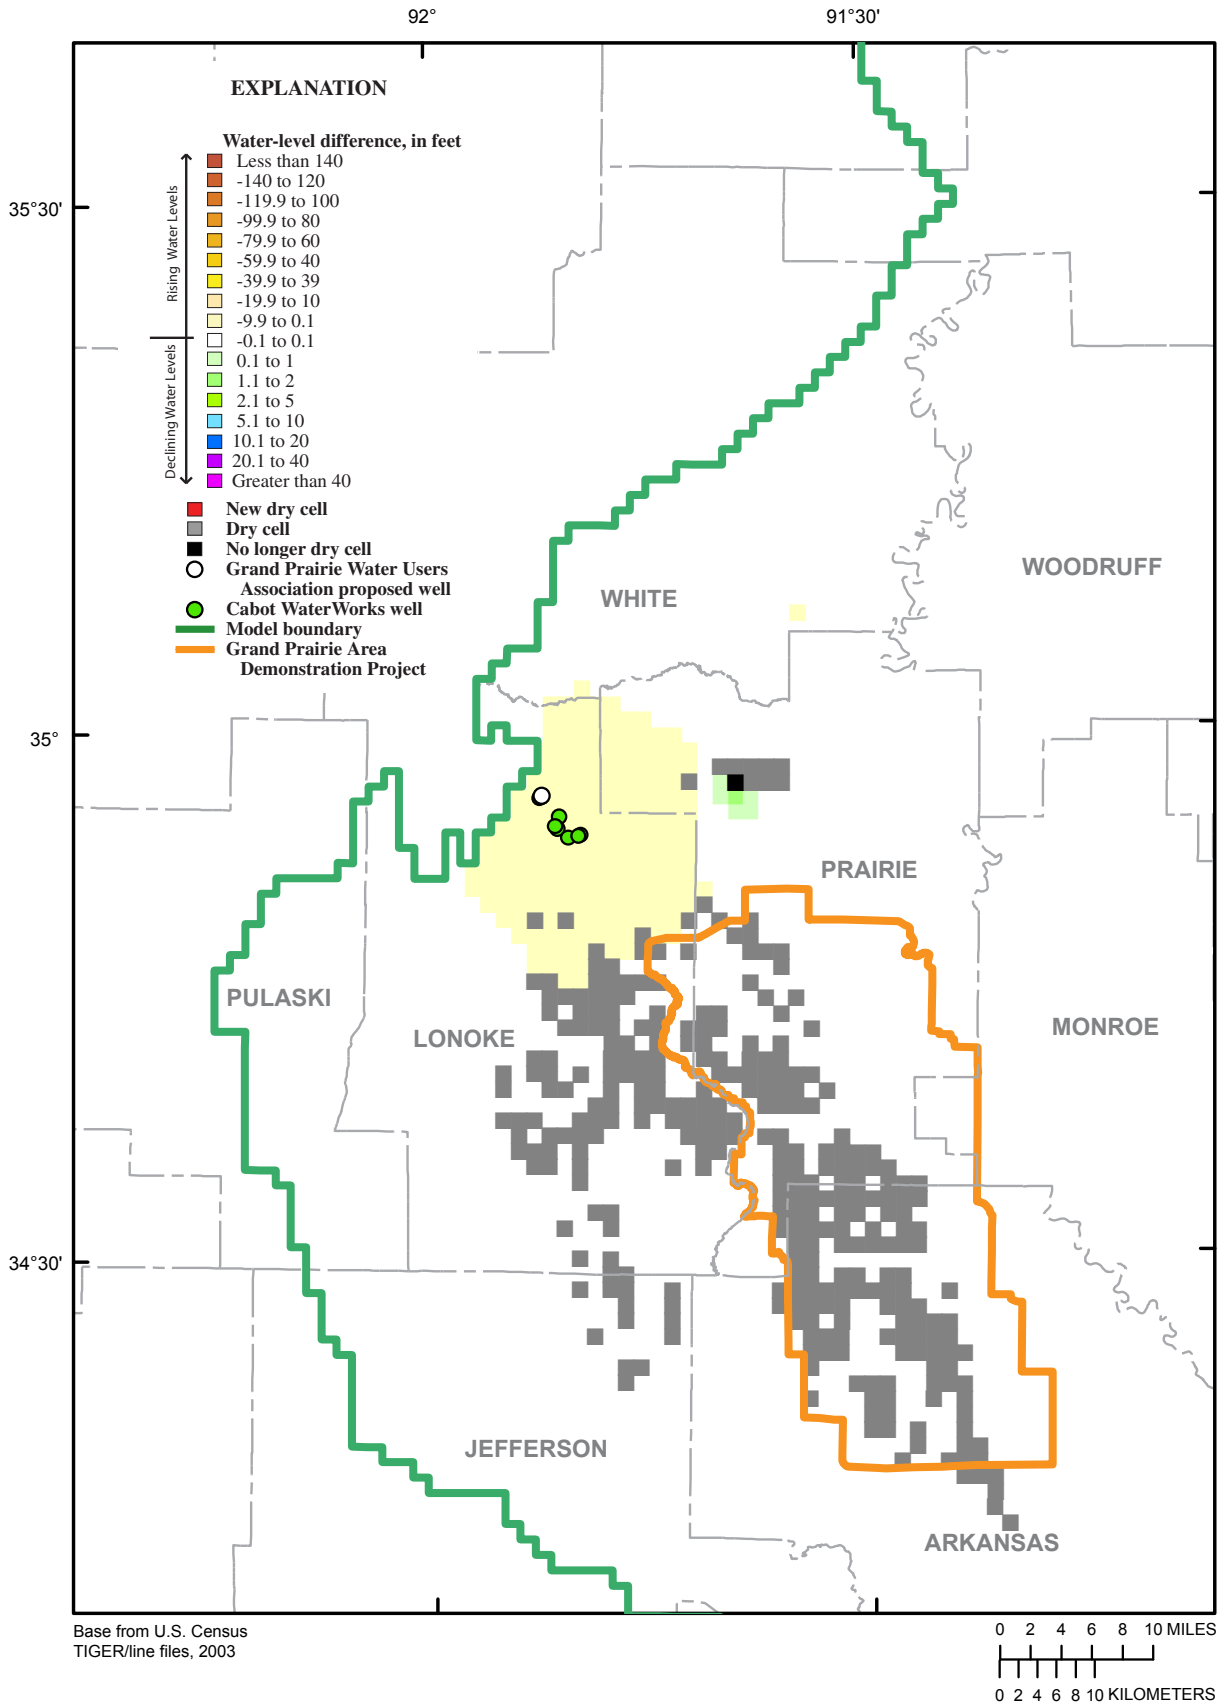 92°
91°30'
EXPLANATION
Water-level difference, in feet
Less than 140
-140 to 120
-119.9 to 100
-99.9 to 80
-79.9 to 60
-59.9 to 40
-39.9 to 39
-19.9 to 10
-9.9 to 0.1
-0.1 to 0.1
0.1 to 1
1.1 to 2
2.1 to 5
5.1 to 10
10.1 to 20
20.1 to 40
Greater than 40
Rising Water Levels
Declining Water Levels
New dry cell
Dry cell
No longer dry cell
Grand Prairie Water Users
Association proposed well
Cabot WaterWorks well
Model boundary
Grand Prairie Area
Demonstration Project
35°30'
35°
34°30'
WOODRUFF
WHITE
PRAIRIE
PULASKI
LONOKE
MONROE
JEFFERSON
ARKANSAS
Base from U.S. Census
TIGER/line files, 2003
0 2 4 6 8 10 MILES
0 2 4 6 8 10 KILOMETERS